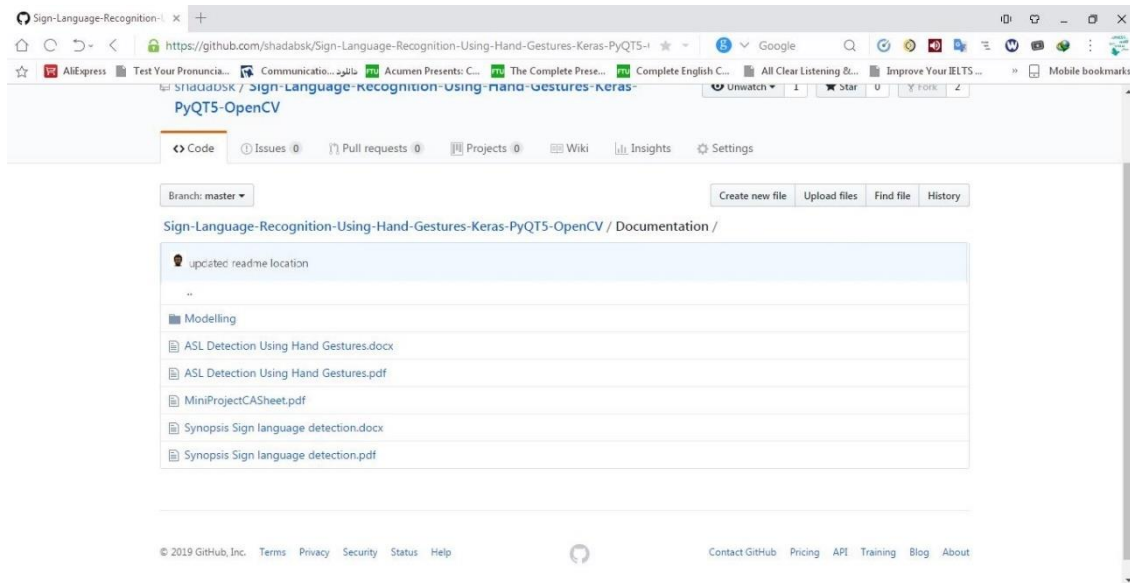 Sign-Language-Recognition-U
https://github.com/shadabsk/Sign-Language-Recognition-Using-Hand-Gestures-Keras-PyQT5-
Google
AliExpress Test Your Pronuncia... Communicatio... دانلود FTU Acumen Presents: C... FTU The Complete Prese... FTU Complete English C... All Clear Listening &... Improve Your IELTS ... » Mobile bookmarks
shadabsk / Sign-Language-Recognition-Using-Hand-Gestures-Keras-
PyQT5-OpenCV
Unwatch 1 Star 0 Fork 2
Code Issues 0 Pull requests 0 Projects 0 Wiki Insights Settings
Branch: master Create new file Upload files Find file History
Sign-Language-Recognition-Using-Hand-Gestures-Keras-PyQT5-OpenCV / Documentation /
updated readme location
..
Modelling
ASL Detection Using Hand Gestures.docx
ASL Detection Using Hand Gestures.pdf
MiniProjectCASheet.pdf
Synopsis Sign language detection.docx
Synopsis Sign language detection.pdf
© 2019 GitHub, Inc. Terms Privacy Security Status Help Contact GitHub Pricing API Training Blog About